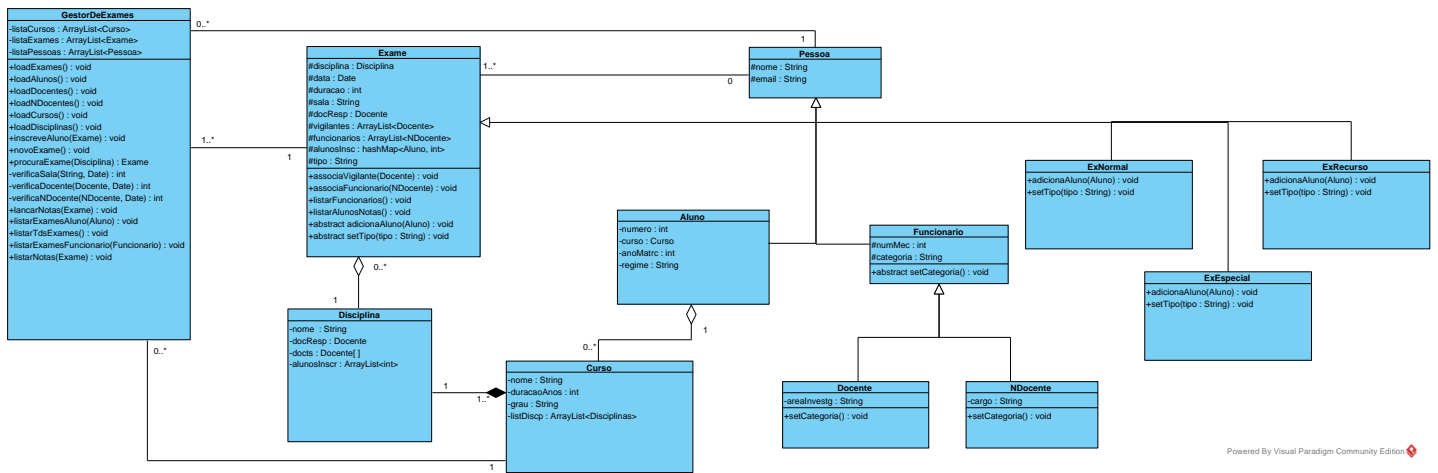 GestorDeExames
-listaCursos : ArrayList<Curso>
-listaExames : ArrayList<Exame>
-listaPessoas : ArrayList<Pessoa>
+loadExames() : void
+loadAlunos() : void
+loadDocentes() : void
+loadNDocentes() : void
+loadCursos() : void
+loadDisciplinas() : void
+inscreveAluno(Exame) : void
+novoExame() : void
+procuraExame(Disciplina) : Exame
-verificaSala(String, Date) : int
-verificaDocente(Docente, Date) : int
-verificaNDocente(NDocente, Date) : int
+lancarNotas(Exame) : void
+listarExamesAluno(Aluno) : void
+listarTdsExames() : void
+listarExamesFuncionario(Funcionario) : void
+listarNotas(Exame) : void
0..*
1
1..*
1
0..*
1
Exame
#disciplina : Disciplina
#data : Date
#duracao : int
#sala : String
#docResp : Docente
#vigilantes : ArrayList<Docente>
#funcionarios : ArrayList<NDocente>
#alunosInsc : hashMap<Aluno, int>
#tipo : String
+associaVigilante(Docente) : void
+associaFuncionario(NDocente) : void
+listarFuncionarios() : void
+listarAlunosNotas() : void
+abstract adicionaAluno(Aluno) : void
+abstract setTipo(tipo : String) : void
1..*
0
0..*
1
Pessoa
#nome : String
#email : String
Disciplina
-nome : String
-docResp : Docente
-docts : Docente[ ]
-alunosInscr : ArrayList<int>
1
1..*
Aluno
-numero : int
-curso : Curso
-anoMatrc : int
-regime : String
1
0..*
Curso
-nome : String
-duracaoAnos : int
-grau : String
-listDiscp : ArrayList<Disciplinas>
Funcionario
#numMec : int
#categoria : String
+abstract setCategoria() : void
Docente
-areaInvestg : String
+setCategoria() : void
NDocente
-cargo : String
+setCategoria() : void
ExNormal
+adicionaAluno(Aluno) : void
+setTipo(tipo : String) : void
ExRecurso
+adicionaAluno(Aluno) : void
+setTipo(tipo : String) : void
ExEspecial
+adicionaAluno(Aluno) : void
+setTipo(tipo : String) : void
Powered By Visual Paradigm Community Edition